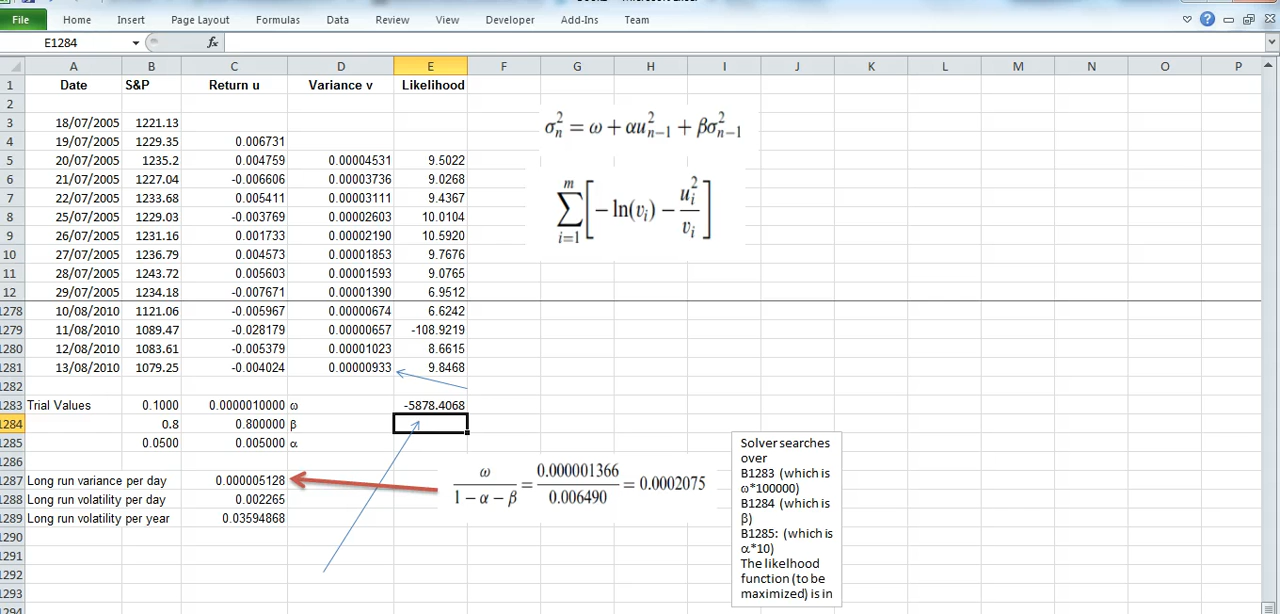 File Home Insert Page Layout Formulas Data Review View Developer Add-Ins Team
E1284 fx
A B C D E F G H I J K L M N O P
1 Date S&P Return u Variance v Likelihood
2
3 18/07/2005 1221.13
4 19/07/2005 1229.35 0.006731
5 20/07/2005 1235.2 0.004759 0.00004531 9.5022
6 21/07/2005 1227.04 -0.006606 0.00003736 9.0268
7 22/07/2005 1233.68 0.005411 0.00003111 9.4367
8 25/07/2005 1229.03 -0.003769 0.00002603 10.0104
9 26/07/2005 1231.16 0.001733 0.00002190 10.5920
10 27/07/2005 1236.79 0.004573 0.00001853 9.7676
11 28/07/2005 1243.72 0.005603 0.00001593 9.0765
12 29/07/2005 1234.18 -0.007671 0.00001390 6.9512
1278 10/08/2010 1121.06 -0.005967 0.00000674 6.6242
1279 11/08/2010 1089.47 -0.028179 0.00000657 -108.9219
1280 12/08/2010 1083.61 -0.005379 0.00001023 8.6615
1281 13/08/2010 1079.25 -0.004024 0.00000933 9.8468
1282
1283 Trial Values 0.1000 0.0000010000 ω -5878.4068
1284 0.8 0.800000 β
1285 0.0500 0.005000 α
1286
1287 Long run variance per day 0.000005128
1288 Long run volatility per day 0.002265
1289 Long run volatility per year 0.03594868
1290
1291
1292
1293
1294
σ²ₙ = ω + αu²ₙ₋₁ + βσ²ₙ₋₁
∑ᵐᵢ₌₁ [− ln(vᵢ) − uᵢ²/vᵢ]
ω/(1 − α − β) = 0.000001366/0.006490 = 0.0002075
Solver searches
over
B1283 (which is
ω*100000)
B1284 (which is
β)
B1285: (which is
α*10)
The likelhood
function (to be
maximized) is in